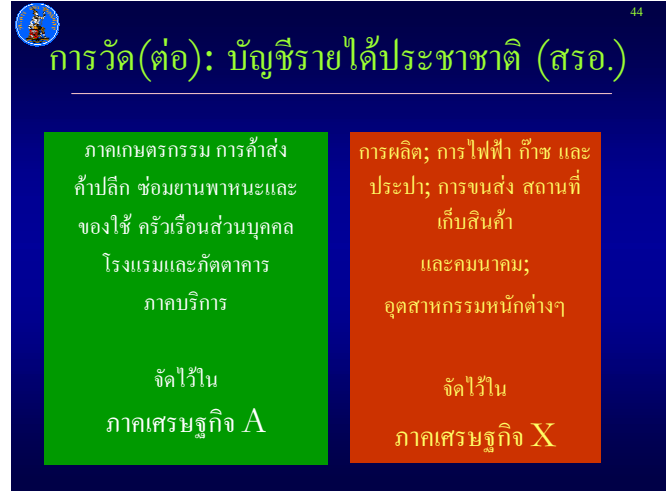 44
การวัด(ต่อ): บัญชีรายได้ประชาชาติ (สรอ.)
ภาคเกษตรกรรม การค้าส่ง
ค้าปลีก ซ่อมยานพาหนะและ
ของใช้ ครัวเรือนส่วนบุคคล
โรงแรมและภัตตาคาร
ภาคบริการ
จัดไว้ใน
ภาคเศรษฐกิจ A
การผลิต; การไฟฟ้า ก๊าซ และ
ประปา; การขนส่ง สถานที่
เก็บสินค้า
และคมนาคม;
อุตสาหกรรมหนักต่างๆ
จัดไว้ใน
ภาคเศรษฐกิจ X